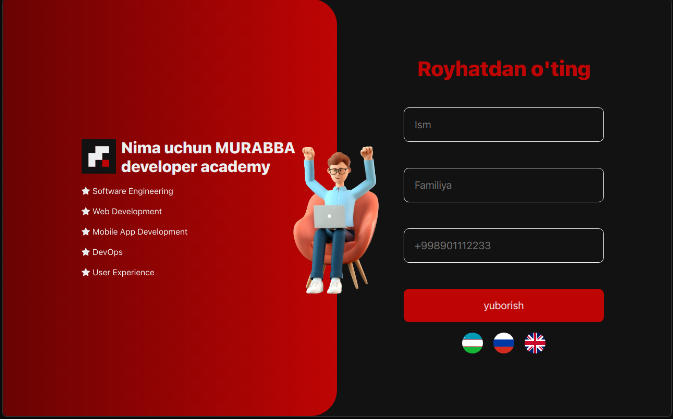 Nima uchun MURABBA
developer academy
Software Engineering
Web Development
Mobile App Development
DevOps
User Experience
Royhatdan o'ting
Ism
Familiya
+998901112233
yuborish